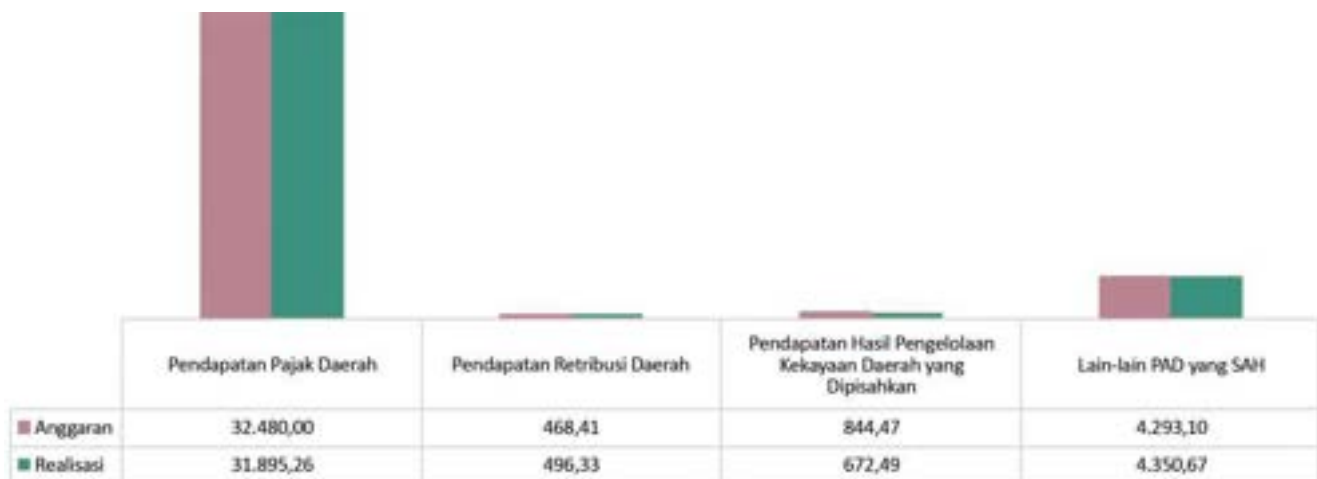 Pendapatan Pajak Daerah
Pendapatan Retribusi Daerah
Pendapatan Hasil Pengelolaan
Kekayaan Daerah yang
Dipisahkan
Lain-lain PAD yang SAH
Anggaran 32.480,00 468,41 844,47 4.293,10
Realisasi 31.895,26 496,33 672,49 4.350,67